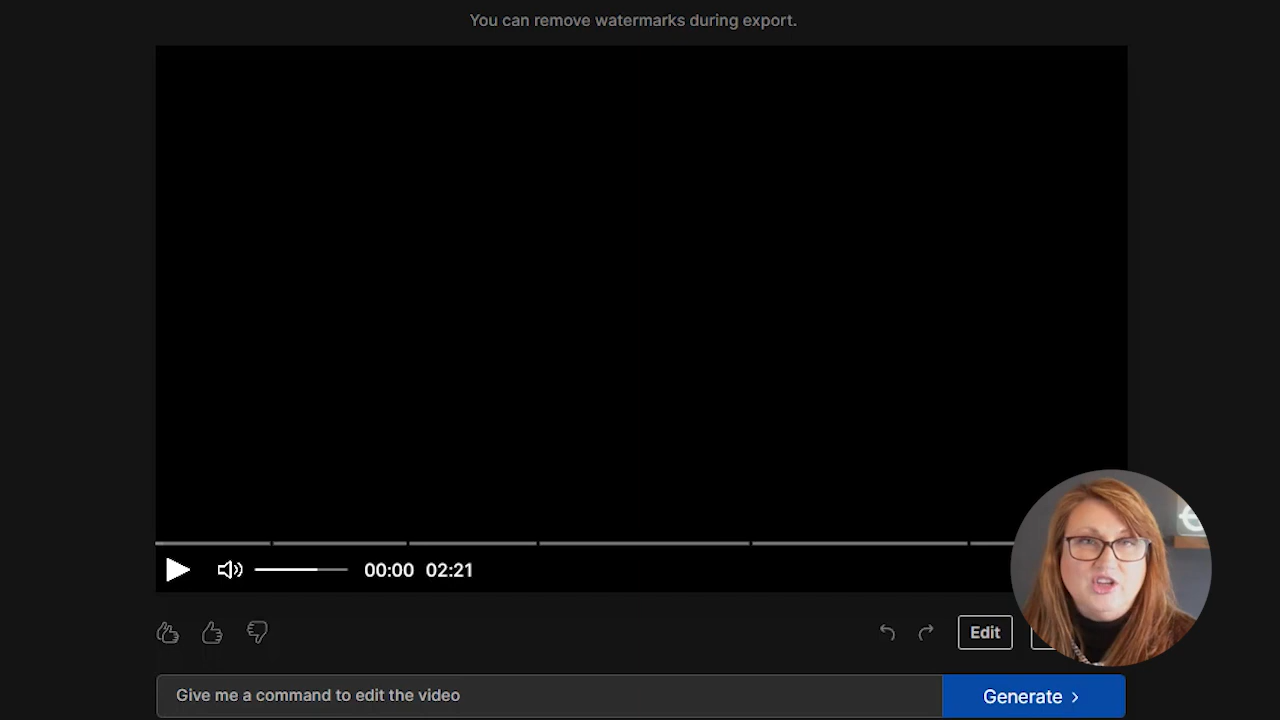 You can remove watermarks during export.
00:00 02:21
Edit
Give me a command to edit the video
Generate >